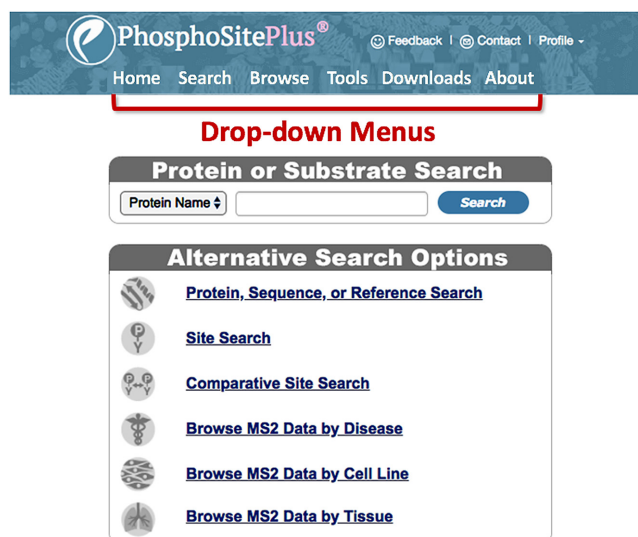 PhosphoSitePlus®
Feedback | Contact | Profile
Home Search Browse Tools Downloads About
Drop-down Menus
Protein or Substrate Search
Protein Name Search
Alternative Search Options
Protein, Sequence, or Reference Search
P Y Site Search
P P Y Y Comparative Site Search
Browse MS2 Data by Disease
Browse MS2 Data by Cell Line
Browse MS2 Data by Tissue